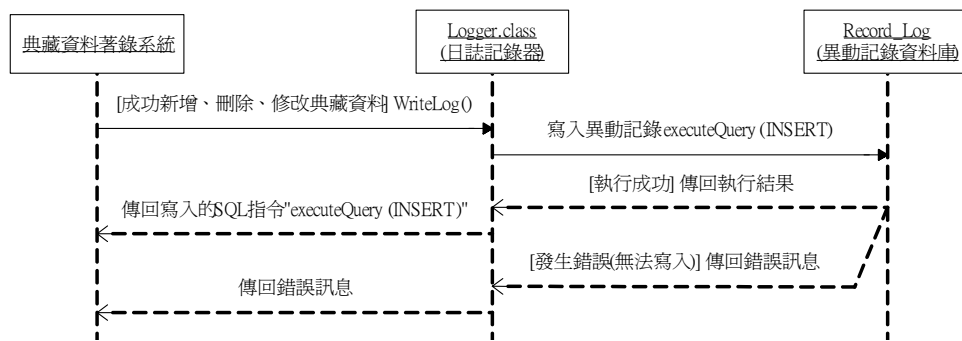 典藏資料著錄系統
Logger.class
(日誌記錄器)
Record_Log
(異動記錄資料庫)
[成功新增、刪除、修改典藏資料] WriteLog()
寫入異動記錄executeQuery (INSERT)
[執行成功] 傳回執行結果
傳回寫入的SQL指令"executeQuery (INSERT)"
[發生錯誤(無法寫入)] 傳回錯誤訊息
傳回錯誤訊息